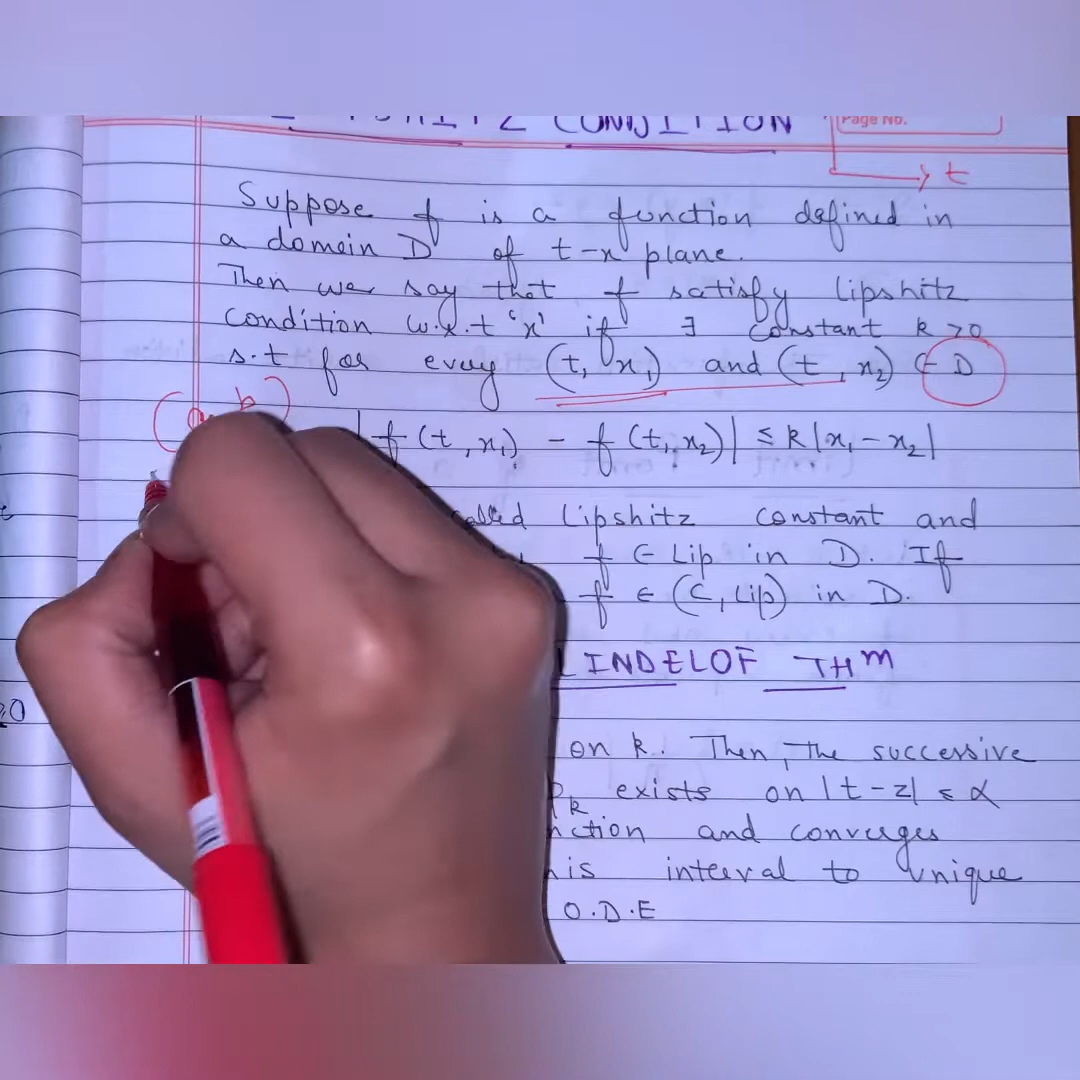 CONDITION
Page No.
t
Suppose f is a function defined in
a domain D of t-x plane.
Then we say that f satisfy Lipshitz
condition w.r.t 'x' if ∃ constant k >0
s.t for every (t, x₁) and (t, x₂) ∈ D
|f(t, x₁) - f(t, x₂)| ≤ k|x₁ - x₂|
called Lipshitz constant and
f ∈ Lip in D. If
f ∈ (C, Lip) in D.
LINDELOF THM
on R. Then, the successive
k exists on |t-z| ≤ α
and converges
interval to unique
O.D.E